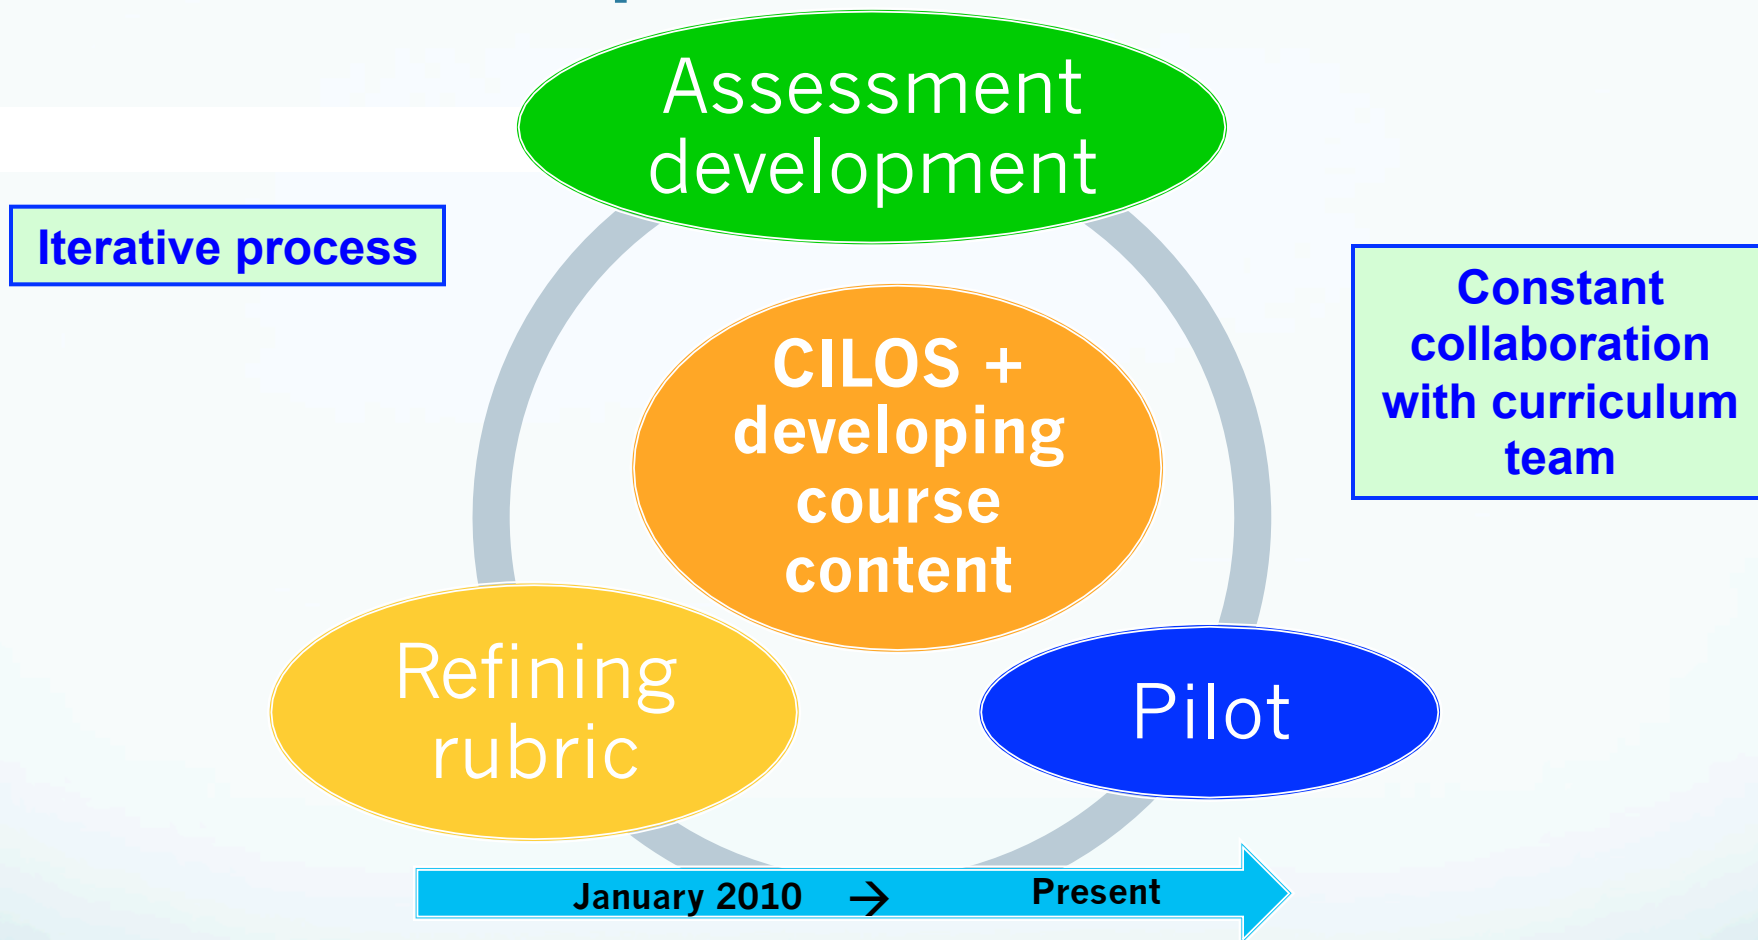 Assessment
development
Iterative process
Constant
collaboration
with curriculum
team
CILOS +
developing
course
content
Refining
rubric
Pilot
January 2010 → Present